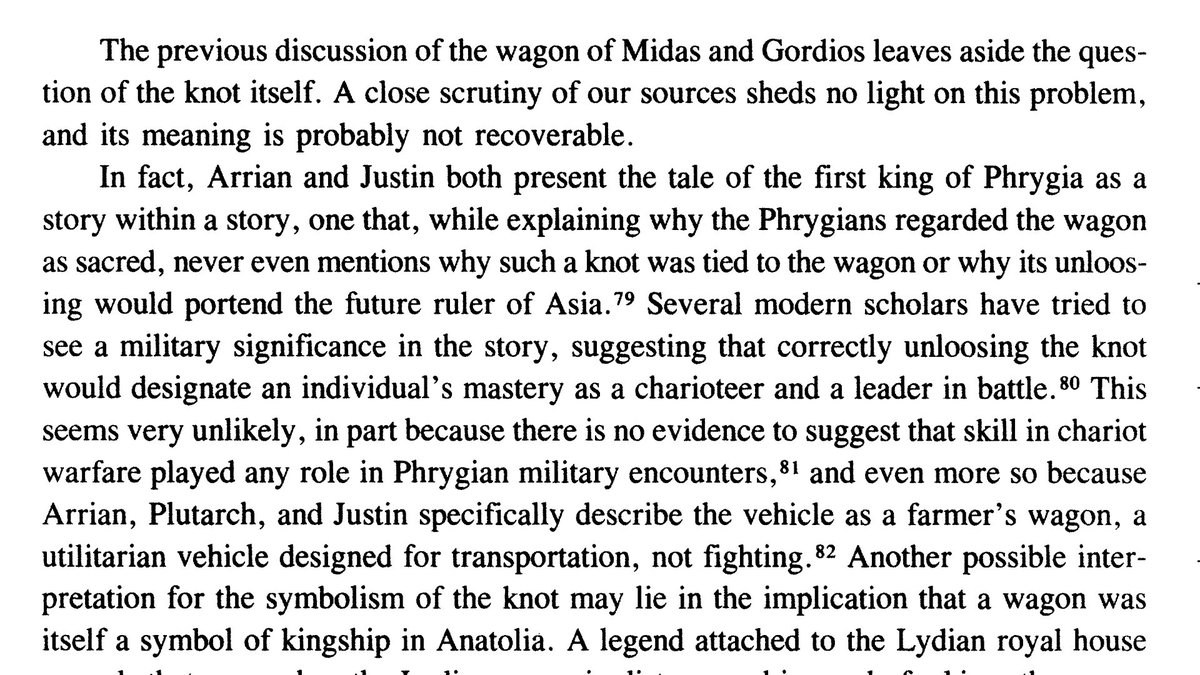 The previous discussion of the wagon of Midas and Gordios leaves aside the ques-
tion of the knot itself. A close scrutiny of our sources sheds no light on this problem,
and its meaning is probably not recoverable.
In fact, Arrian and Justin both present the tale of the first king of Phrygia as a
story within a story, one that, while explaining why the Phrygians regarded the wagon
as sacred, never even mentions why such a knot was tied to the wagon or why its unloos-
ing would portend the future ruler of Asia.⁷⁹ Several modern scholars have tried to
see a military significance in the story, suggesting that correctly unloosing the knot
would designate an individual's mastery as a charioteer and a leader in battle.⁸⁰ This
seems very unlikely, in part because there is no evidence to suggest that skill in chariot
warfare played any role in Phrygian military encounters,⁸¹ and even more so because
Arrian, Plutarch, and Justin specifically describe the vehicle as a farmer's wagon, a
utilitarian vehicle designed for transportation, not fighting.⁸² Another possible inter-
pretation for the symbolism of the knot may lie in the implication that a wagon was
itself a symbol of kingship in Anatolia. A legend attached to the Lydian royal house